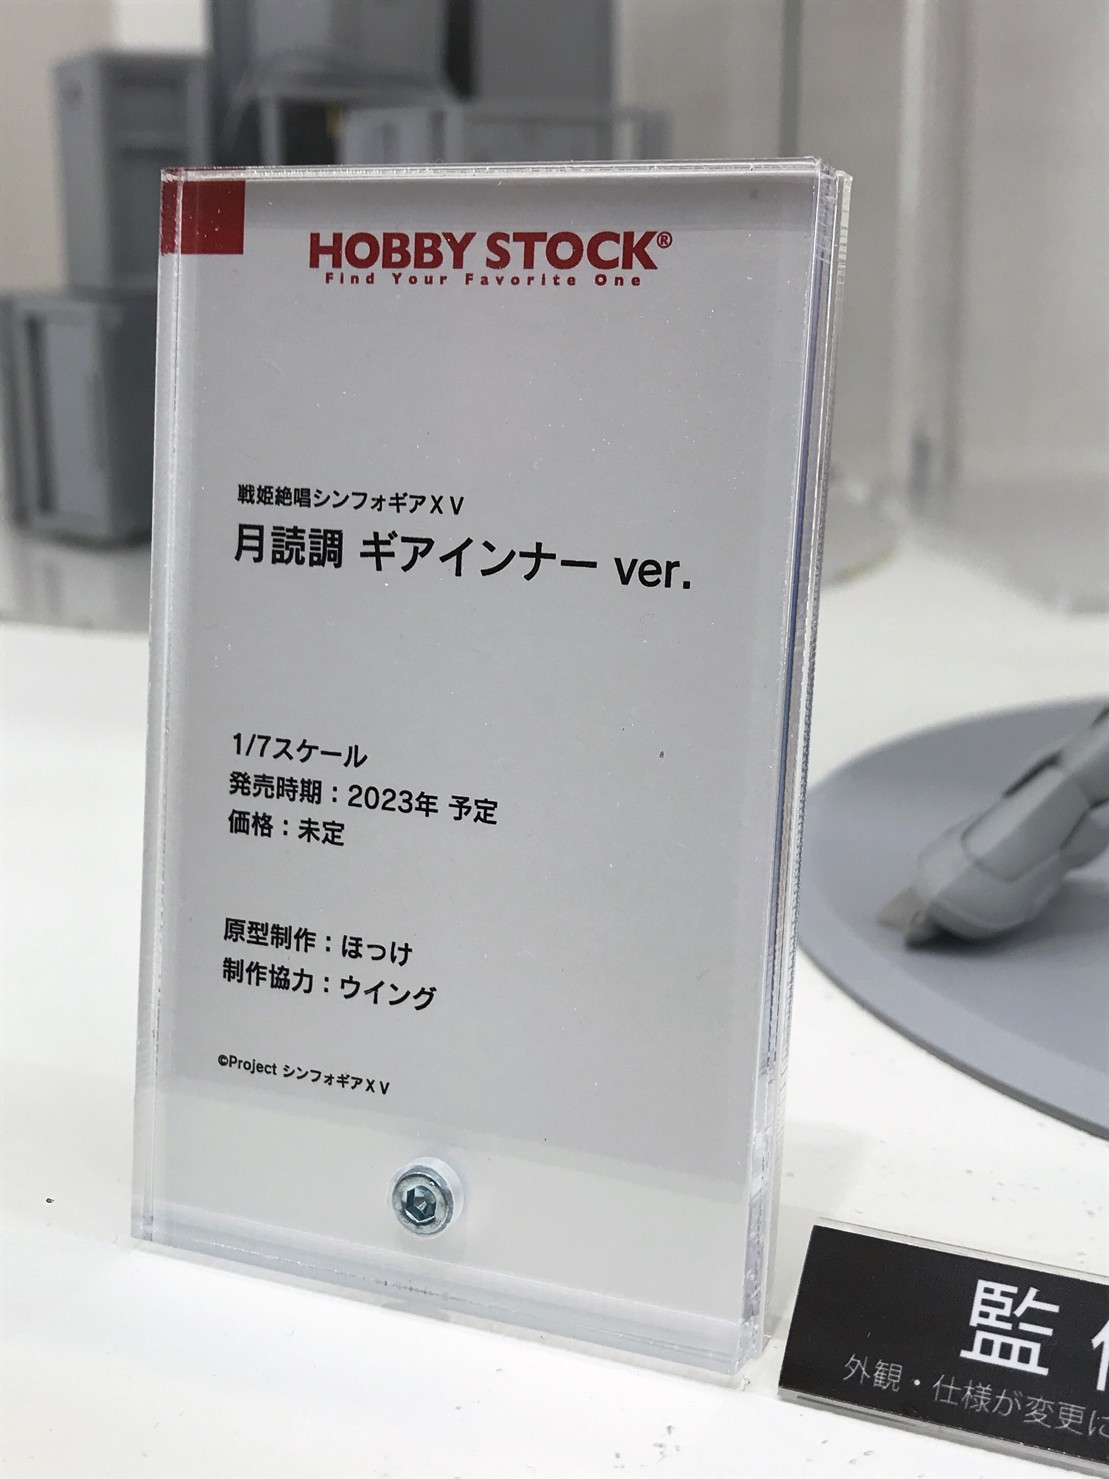 HOBBY STOCK®
Find Your Favorite One
戦姫絶唱シンフォギアXV
月読調 ギアインナー ver.
1/7スケール
発売時期：2023年 予定
価格：未定
原型制作：ほっけ
制作協力：ウイング
©Project シンフォギアXV
監
外観・仕様が変更に